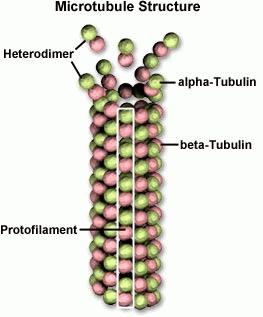 Microtubule Structure
Heterodimer
alpha-Tubulin
beta-Tubulin
Protofilament